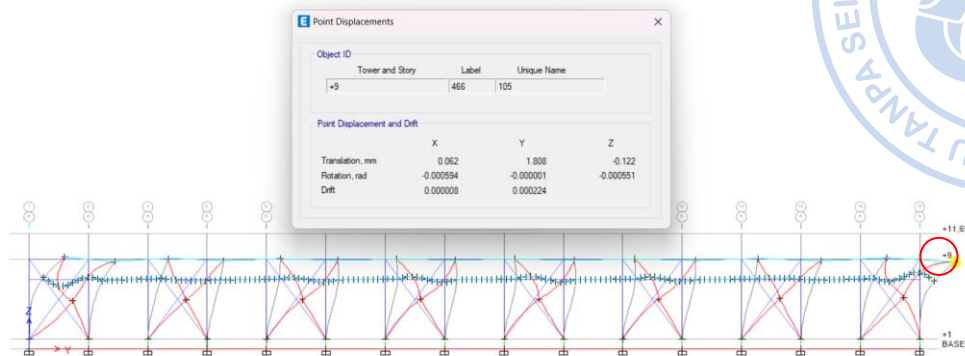 E Point Displacements
Object ID
Tower and Story Label Unique Name
+9 466 105
Point Displacement and Drift
X Y Z
Translation, mm 0.062 1.808 -0.122
Rotation, rad -0.000594 -0.000001 -0.000551
Drift 0.000008 0.000224
+9
Z
Y
+1
BASE